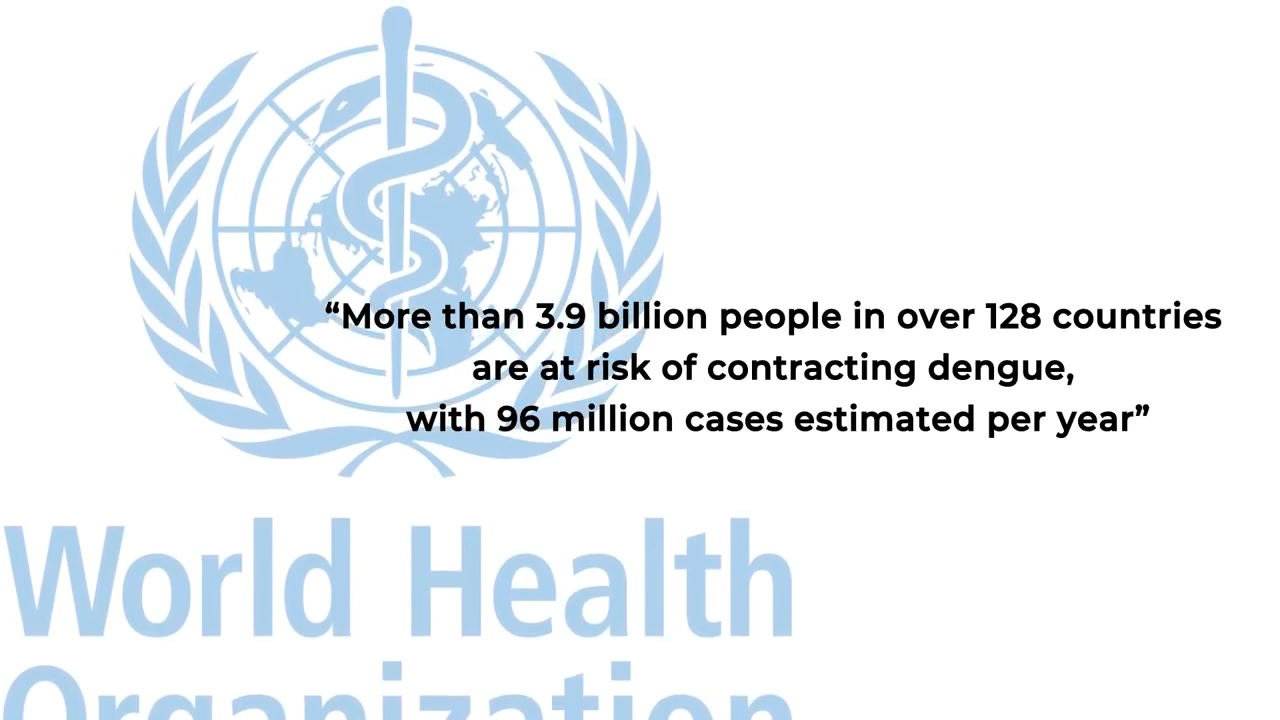 “More than 3.9 billion people in over 128 countries
are at risk of contracting dengue,
with 96 million cases estimated per year”
World Health
Organization